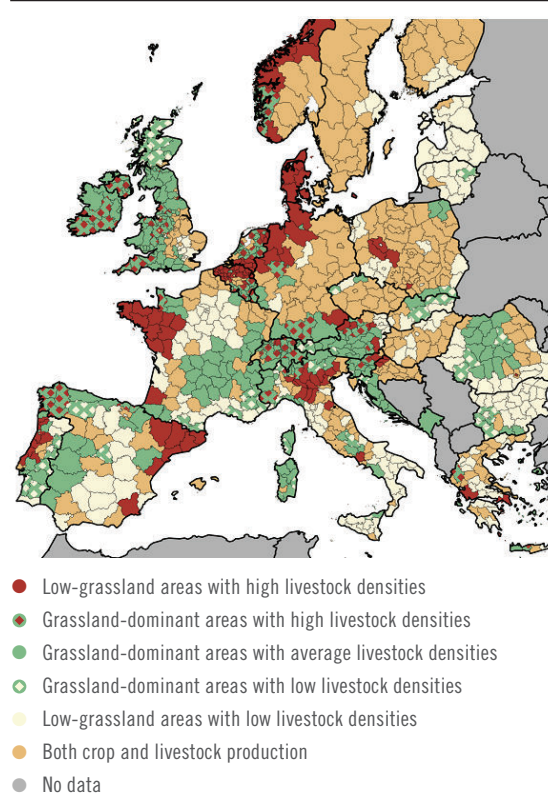 Low-grassland areas with high livestock densities
Grassland-dominant areas with high livestock densities
Grassland-dominant areas with average livestock densities
Grassland-dominant areas with low livestock densities
Low-grassland areas with low livestock densities
Both crop and livestock production
No data